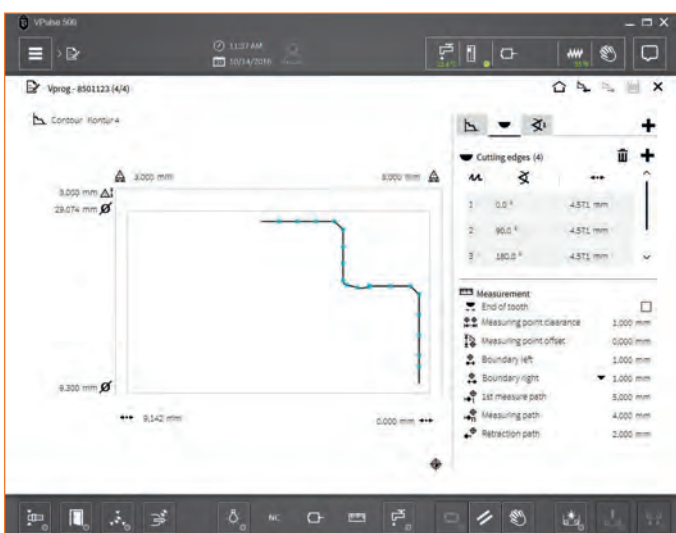 VPulse 500
11:37 AM
10/14/2016
Vprog - 8501123 (4/4)
Contour Kontur4
3.000 mm 3.000 mm
3.000 mm
29.074 mm
9.300 mm
9.142 mm 0.000 mm
Cutting edges (4)
1 0.0 ° 4.571 mm
2 90.0 ° 4.571 mm
3 180.0 ° 4.571 mm
Measurement
End of tooth
Measuring point clearance 1.000 mm
Measuring point offset 0.000 mm
Boundary left 1.000 mm
Boundary right 1.000 mm
1st measure path 5.000 mm
Measuring path 4.000 mm
Retraction path 2.000 mm
NC